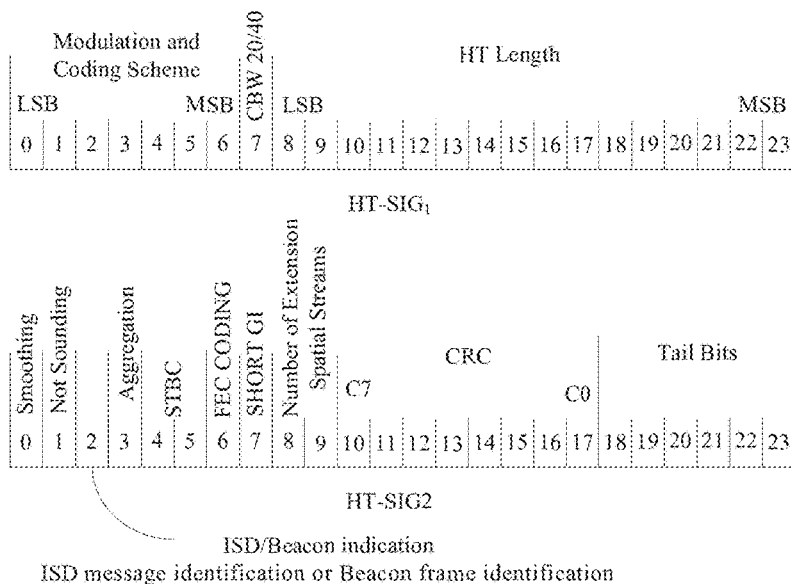 Modulation and
Coding Scheme
CBW 20/40
HT Length
LSB MSB LSB MSB
0 1 2 3 4 5 6 7 8 9 10 11 12 13 14 15 16 17 18 19 20 21 22 23
HT-SIG₁
Smoothing
Not Sounding
Aggregation
STBC
FEC CODING
SHORT GI
Number of Extension
Spatial Streams
CRC
Tail Bits
C7 C0
0 1 2 3 4 5 6 7 8 9 10 11 12 13 14 15 16 17 18 19 20 21 22 23
HT-SIG2
ISD/Beacon indication
ISD message identification or Beacon frame identification